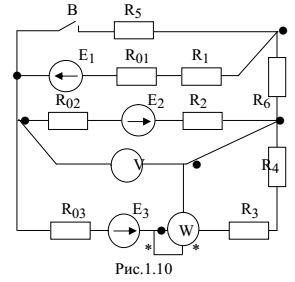 B R5
E1 R01 R1
R02 E2 R2 R6
V R4
R03 E3 W R3
* *
Рис.1.10